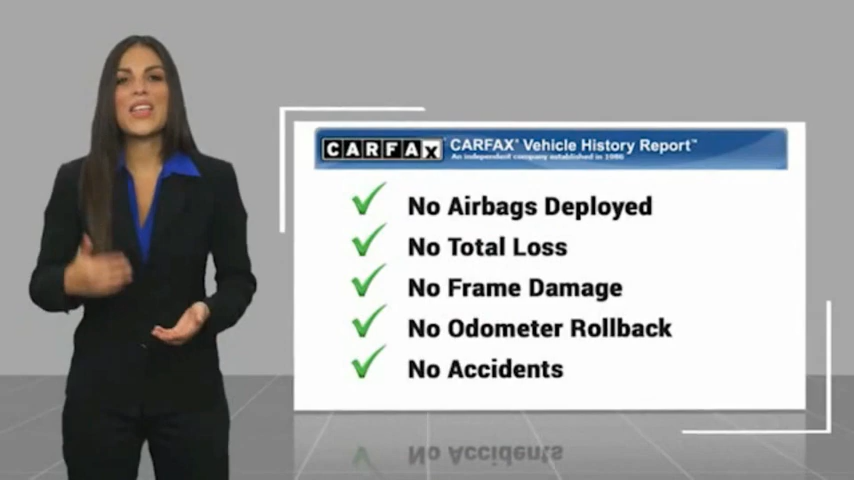 CARFAX CARFAX® Vehicle History Report™
An independent company established in 1986
No Airbags Deployed
No Total Loss
No Frame Damage
No Odometer Rollback
No Accidents
No Accidents